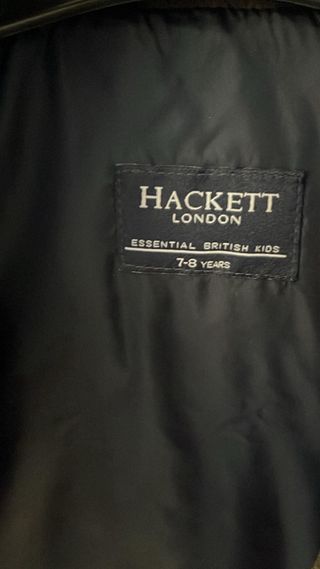 HACKETT
LONDON
ESSENTIAL BRITISH KIDS
7-8 YEARS